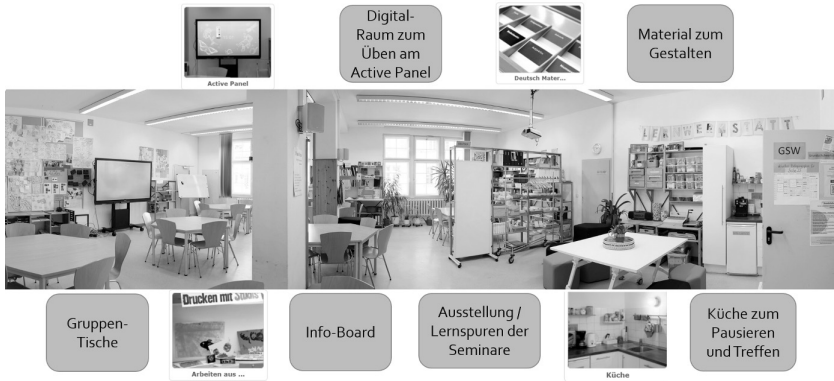 Active Panel
Digital-
Raum zum
Üben am
Active Panel
Deutsch Mater...
Material zum
Gestalten
LERNWERKSTATT
GSW
Gruppen-
Tische
Drucken mit
Arbeiten aus ...
Info-Board
Ausstellung /
Lernspuren der
Seminare
Küche
Küche zum
Pausieren
und Treffen